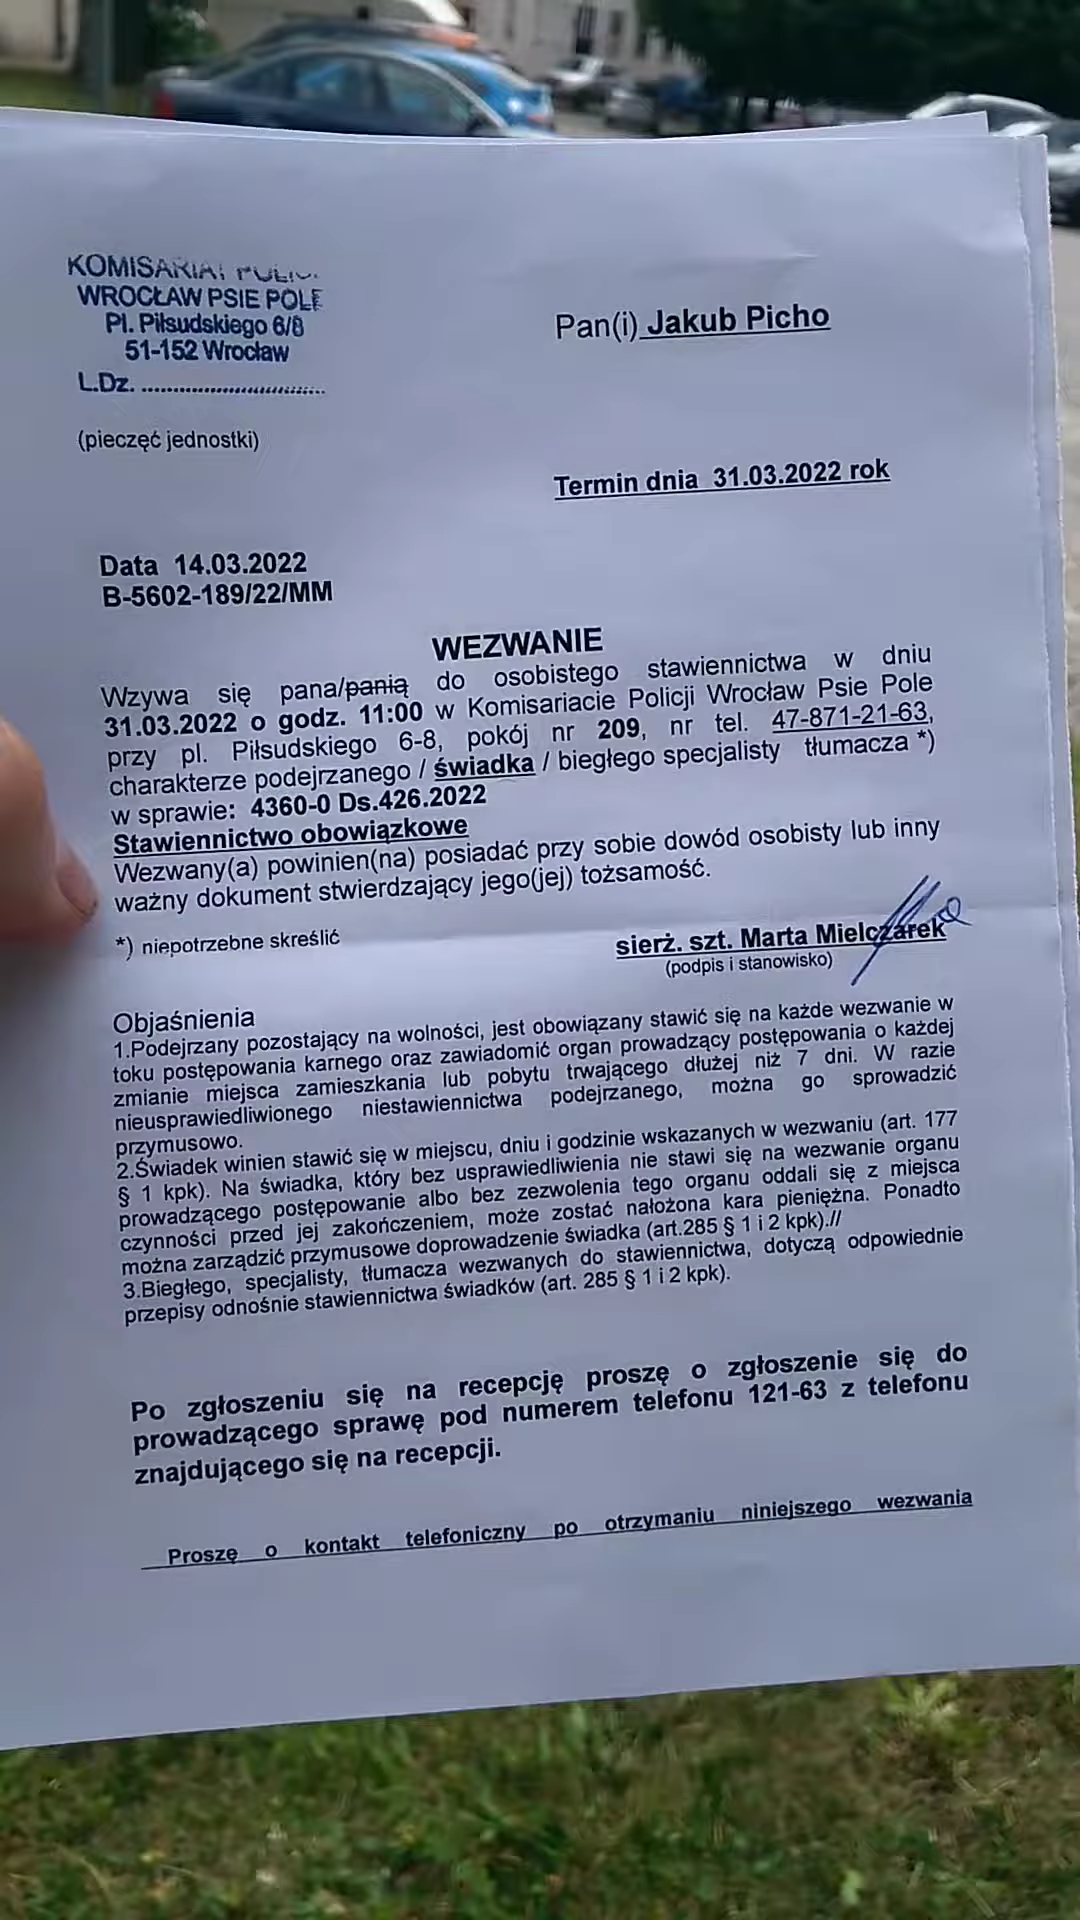 KOMISARIAT POLICJI
WROCŁAW PSIE POLE
Pl. Piłsudskiego 6/8
51-152 Wrocław
L.Dz. ..............................
(pieczęć jednostki)
Pan(i) Jakub Picho
Termin dnia 31.03.2022 rok
Data 14.03.2022
B-5602-189/22/MM
WEZWANIE
Wzywa się pana/panią do osobistego stawiennictwa w dniu
31.03.2022 o godz. 11:00 w Komisariacie Policji Wrocław Psie Pole
przy pl. Piłsudskiego 6-8, pokój nr 209, nr tel. 47-871-21-63,
charakterze podejrzanego / świadka / biegłego specjalisty tłumacza *)
w sprawie: 4360-0 Ds.426.2022
Stawiennictwo obowiązkowe
Wezwany(a) powinien(na) posiadać przy sobie dowód osobisty lub inny
ważny dokument stwierdzający jego(jej) tożsamość.
*) niepotrzebne skreślić
sierż. szt. Marta Mielczarek
(podpis i stanowisko)
Objaśnienia
1.Podejrzany pozostający na wolności, jest obowiązany stawić się na każde wezwanie w
toku postępowania karnego oraz zawiadomić organ prowadzący postępowania o każdej
zmianie miejsca zamieszkania lub pobytu trwającego dłużej niż 7 dni. W razie
nieusprawiedliwionego niestawiennictwa podejrzanego, można go sprowadzić
przymusowo.
2.Świadek winien stawić się w miejscu, dniu i godzinie wskazanych w wezwaniu (art. 177
§ 1 kpk). Na świadka, który bez usprawiedliwienia nie stawi się na wezwanie organu
prowadzącego postępowanie albo bez zezwolenia tego organu oddali się z miejsca
czynności przed jej zakończeniem, może zostać nałożona kara pieniężna. Ponadto
można zarządzić przymusowe doprowadzenie świadka (art.285 § 1 i 2 kpk).//
3.Biegłego, specjalisty, tłumacza wezwanych do stawiennictwa, dotyczą odpowiednie
przepisy odnośnie stawiennictwa świadków (art. 285 § 1 i 2 kpk).
Po zgłoszeniu się na recepcję proszę o zgłoszenie się do
prowadzącego sprawę pod numerem telefonu 121-63 z telefonu
znajdującego się na recepcji.
Proszę o kontakt telefoniczny po otrzymaniu niniejszego wezwania